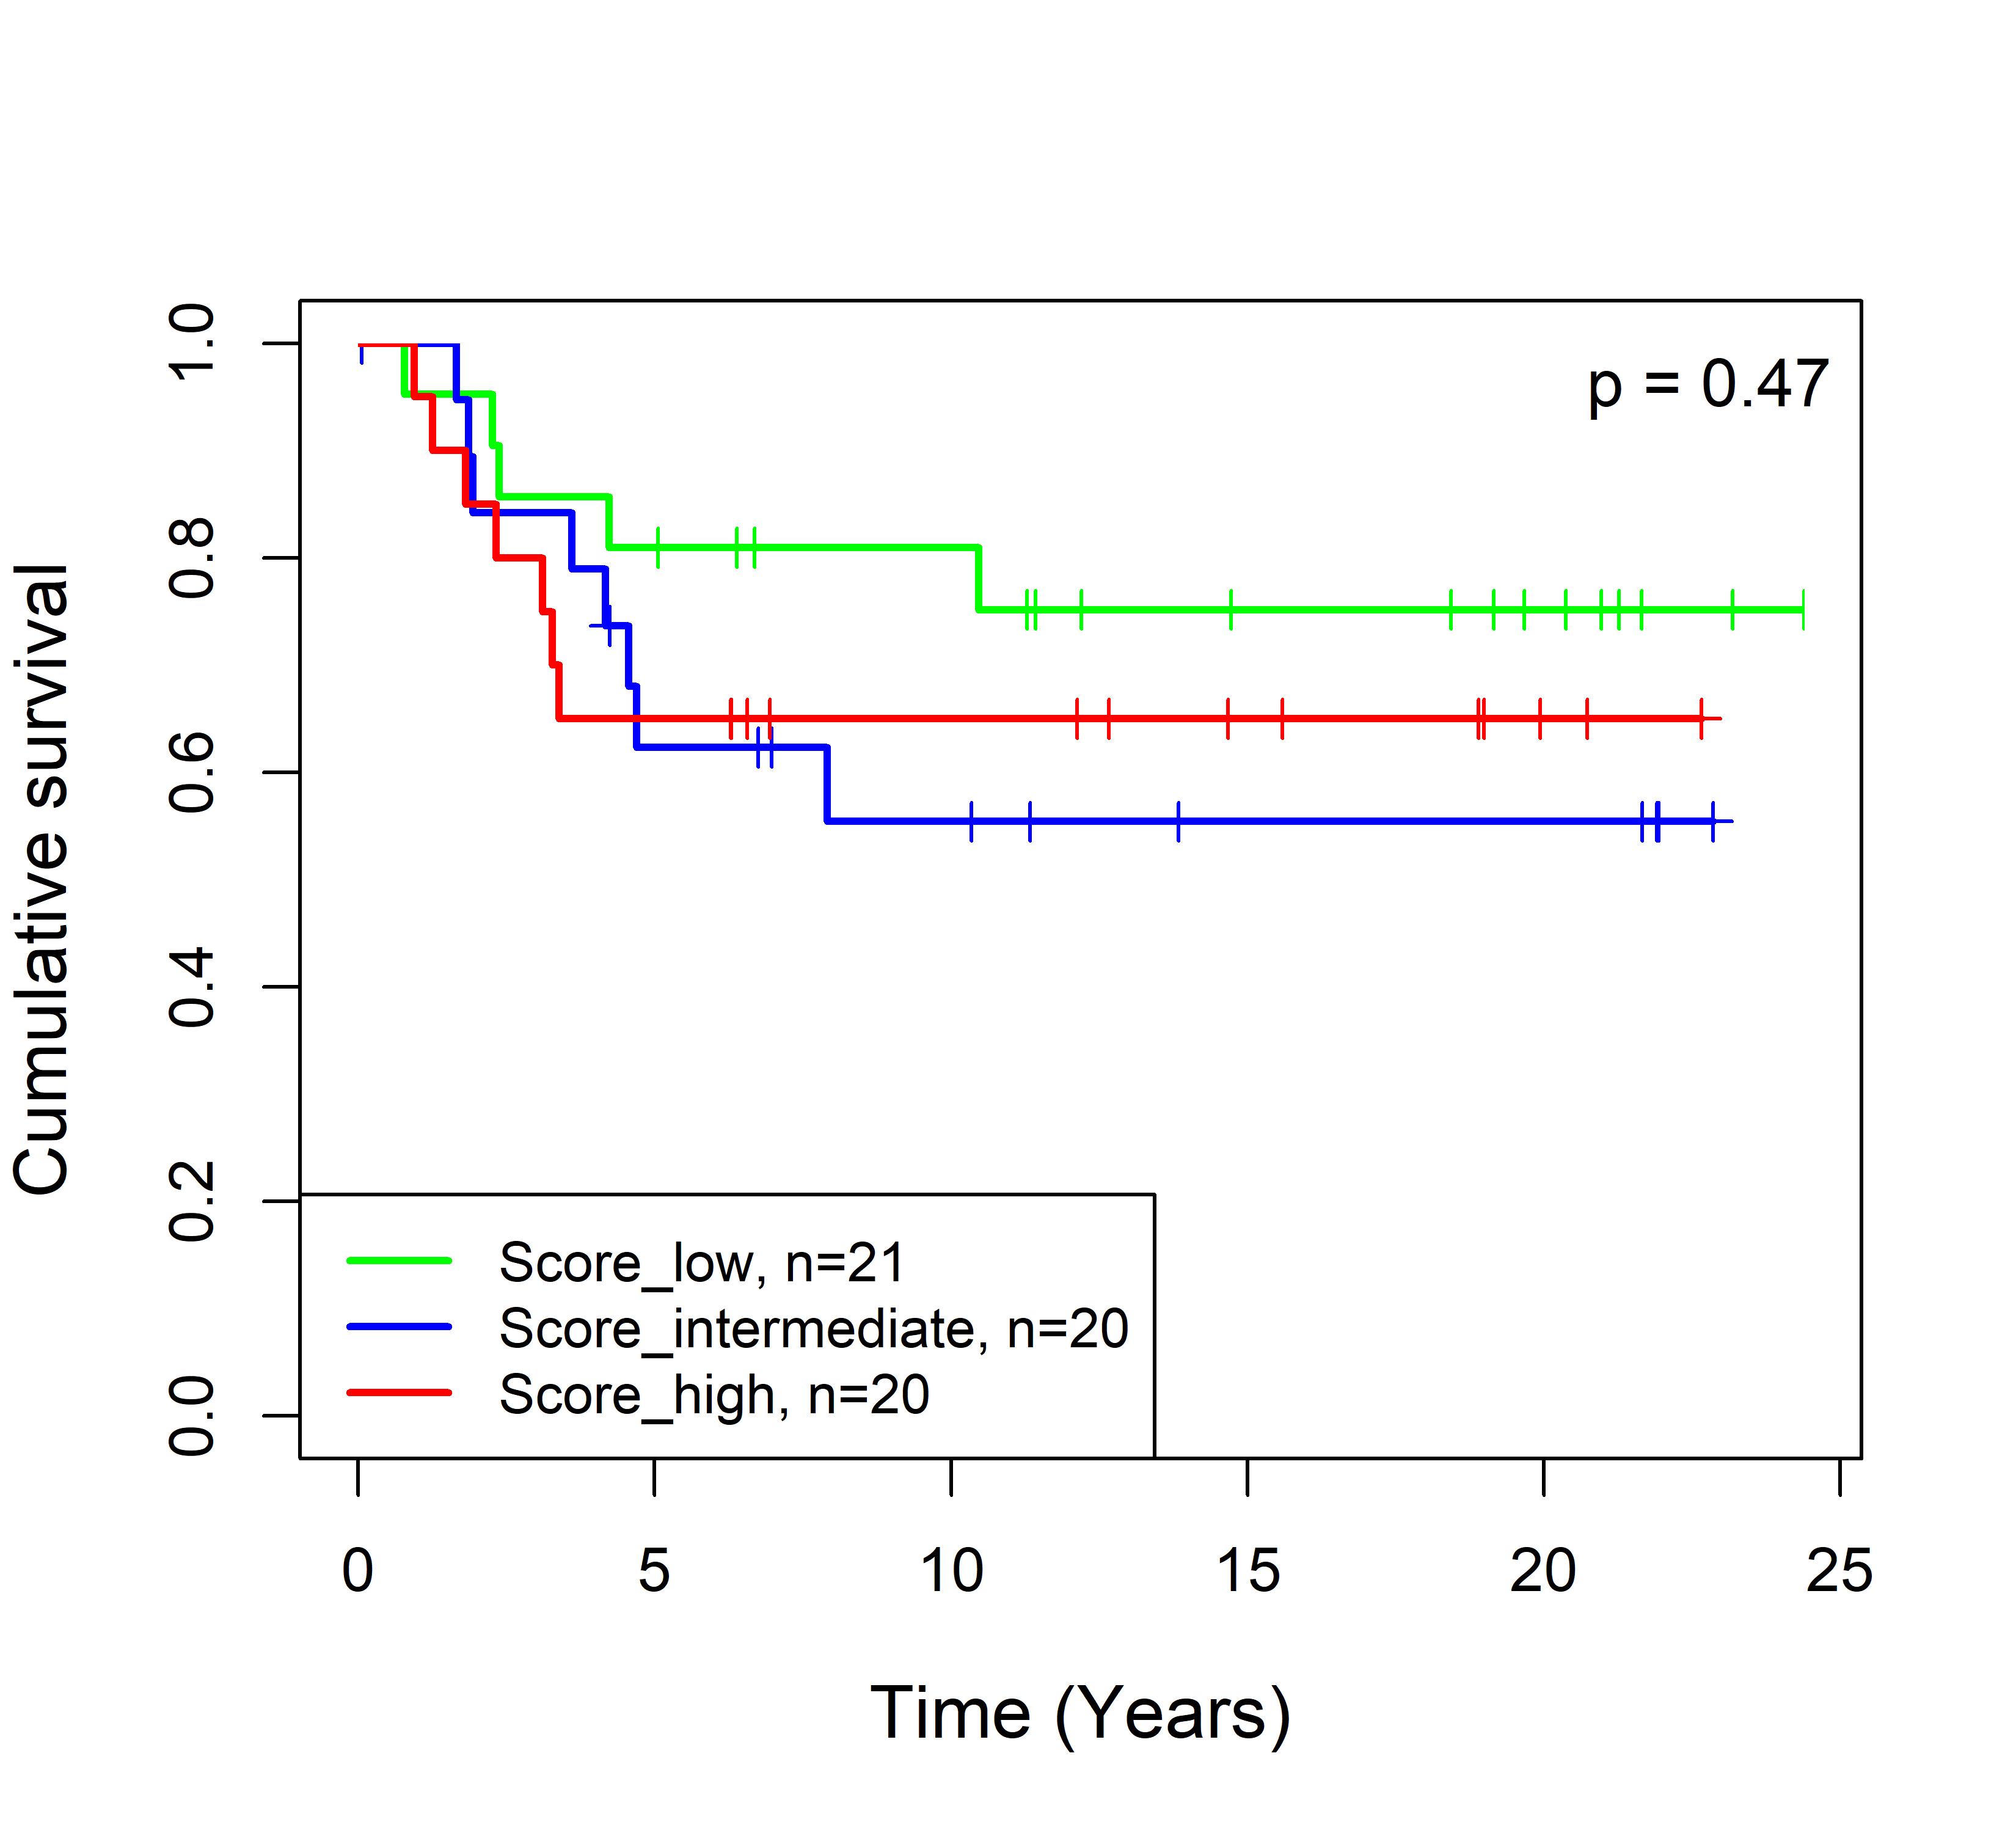 p = 0.47
Cumulative survival
1.0
0.8
0.6
0.4
0.2
0.0
Score_low, n=21
Score_intermediate, n=20
Score_high, n=20
0 5 10 15 20 25
Time (Years)